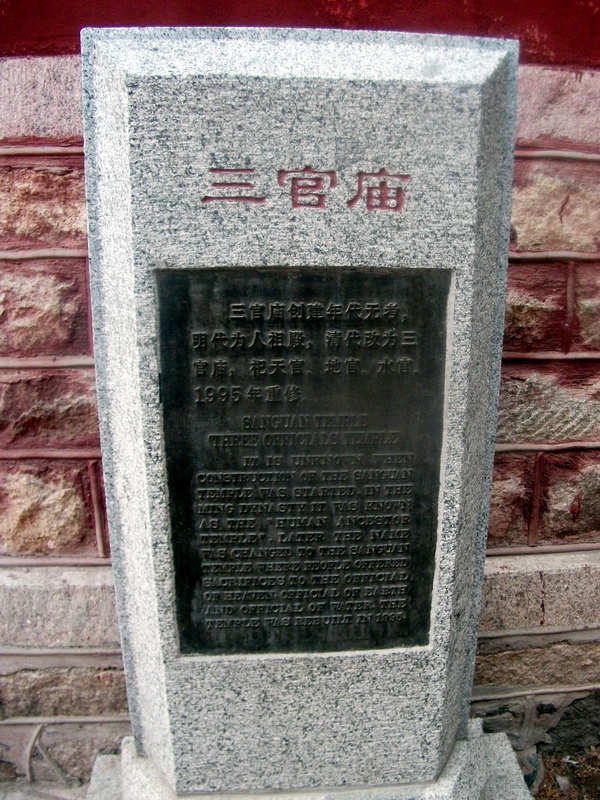 三官庙
三官庙创建年代无考，
明代为人祖殿，清代改为三
官庙，祀天官、地官、水官。
1995年重修。
SANGUAN TEMPLE
(THREE OFFICIALS TEMPLE)
IT IS UNKNOWN WHEN
CONSTRUCTION OF THE SANGUAN
TEMPLE WAS STARTED. IN THE
MING DYNASTY IT WAS KNOWN
AS THE "HUMAN ANCESTOR
TEMPLE". LATER THE NAME
WAS CHANGED TO THE SANGUAN
TEMPLE WHERE PEOPLE OFFERED
SACRIFICES TO THE OFFICIAL
OF HEAVEN, OFFICIAL OF EARTH
AND OFFICIAL OF WATER. THE
TEMPLE WAS REBUILT IN 1995.